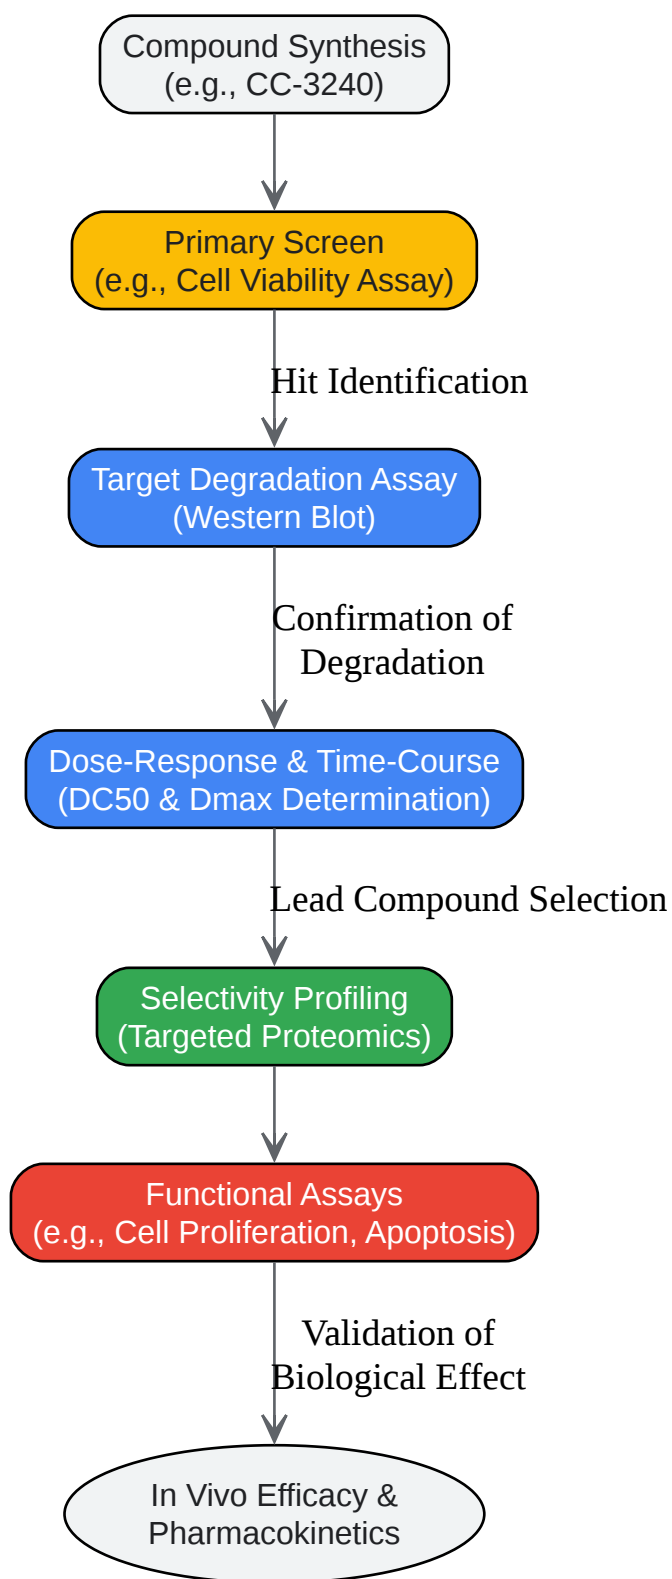 Compound Synthesis
(e.g., CC-3240)
Primary Screen
(e.g., Cell Viability Assay)
Hit Identification
Target Degradation Assay
(Western Blot)
Confirmation of
Degradation
Dose-Response & Time-Course
(DC50 & Dmax Determination)
Lead Compound Selection
Selectivity Profiling
(Targeted Proteomics)
Functional Assays
(e.g., Cell Proliferation, Apoptosis)
Validation of
Biological Effect
In Vivo Efficacy &
Pharmacokinetics